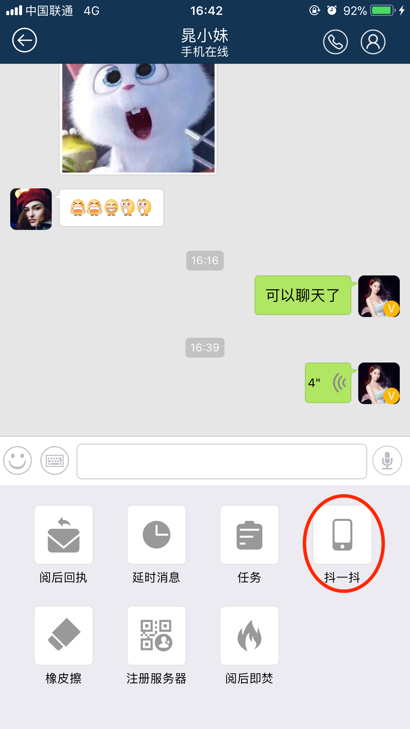 中国联通 4G 16:42 92%
晁小妹
手机在线
16:16
可以聊天了
V
16:39
4"
V
阅后回执 延时消息 任务 抖一抖
橡皮擦 注册服务器 阅后即焚